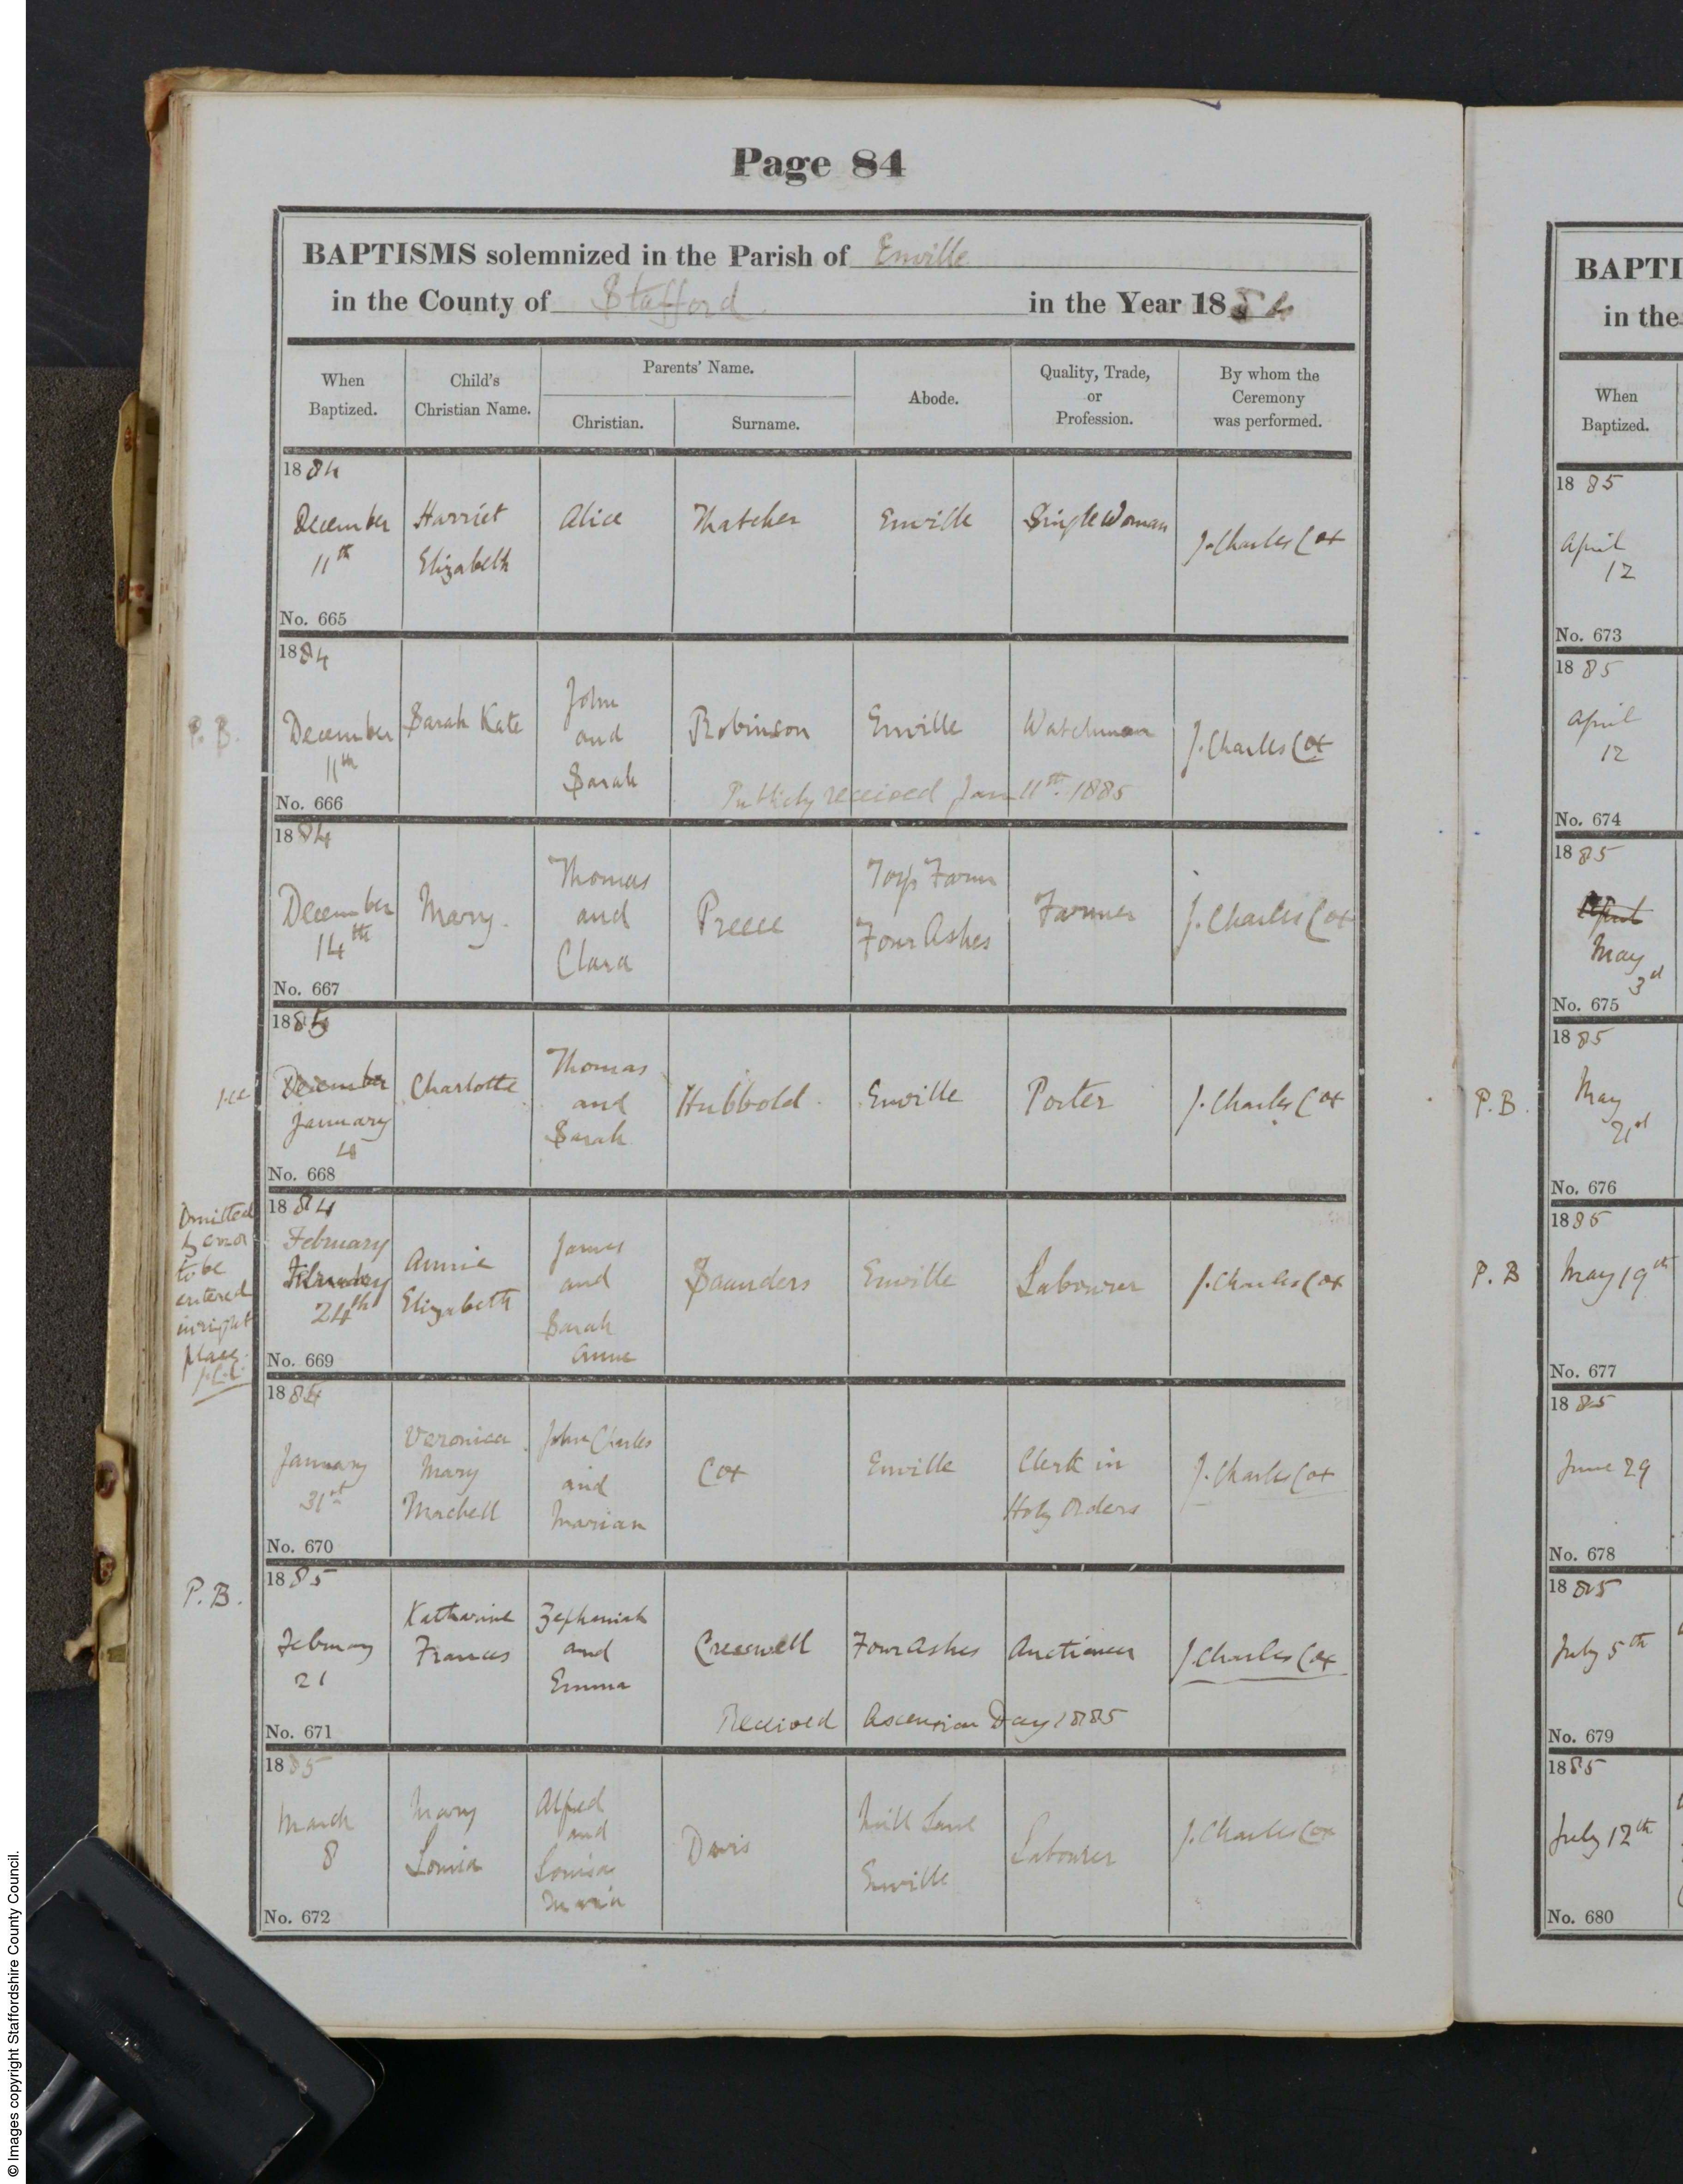 Page 84
BAPTISMS solemnized in the Parish of Enville
in the County of Stafford in the Year 1884
When Baptized.
Child's Christian Name.
Parents' Name.
Christian.
Surname.
Abode.
Quality, Trade, or Profession.
By whom the Ceremony was performed.
1884
December 11th
Harriet Elizabeth
Alice
Thatcher
Enville
Single Woman
J. Charles Cox
No. 665
P. B.
1884
December 11th
Sarah Kate
John and Sarah
Robinson
Enville
Watchman
J. Charles Cox
Publicly received Jan 11th 1885
No. 666
1884
December 14th
Mary.
Thomas and Clara
Preece
Toys Farm
Four Ashes
Farmer
J. Charles Cox
No. 667
1885
December
January 4
Charlotte
Thomas and Sarah
Hubbold
Enville
Porter
J. Charles Cox
No. 668
Omitted
by error
to be
entered
in right
place.
J.C.C.
1884
February
February
24th
Annie Elizabeth
James and Sarah Anne
Saunders
Enville
Labourer
J. Charles Cox
No. 669
1884
January 31st
Veronica Mary Machell
John Charles and Marian
Cox
Enville
Clerk in Holy Orders
J. Charles Cox
No. 670
P. B.
1885
February 21
Katharine Frances
Zephaniah and Emma
Cresswell
Four Ashes
Auctioneer
J. Charles Cox
Received Ascension Day 1885
No. 671
1885
March 8
Mary Louisa
Alfred and Louisa Maria
Davis
Mill Lane
Enville
Labourer
J. Charles Cox
No. 672
BAPTI
in the
When Baptized.
1885
April 12
No. 673
1885
April 12
No. 674
1885
April
May 3d
No. 675
P. B.
1885
May
No. 676
P. B
1885
May 19th
No. 677
1885
June 29
No. 678
1885
July 5th
No. 679
1885
July 12th
No. 680
© Images copyright Staffordshire County Council.